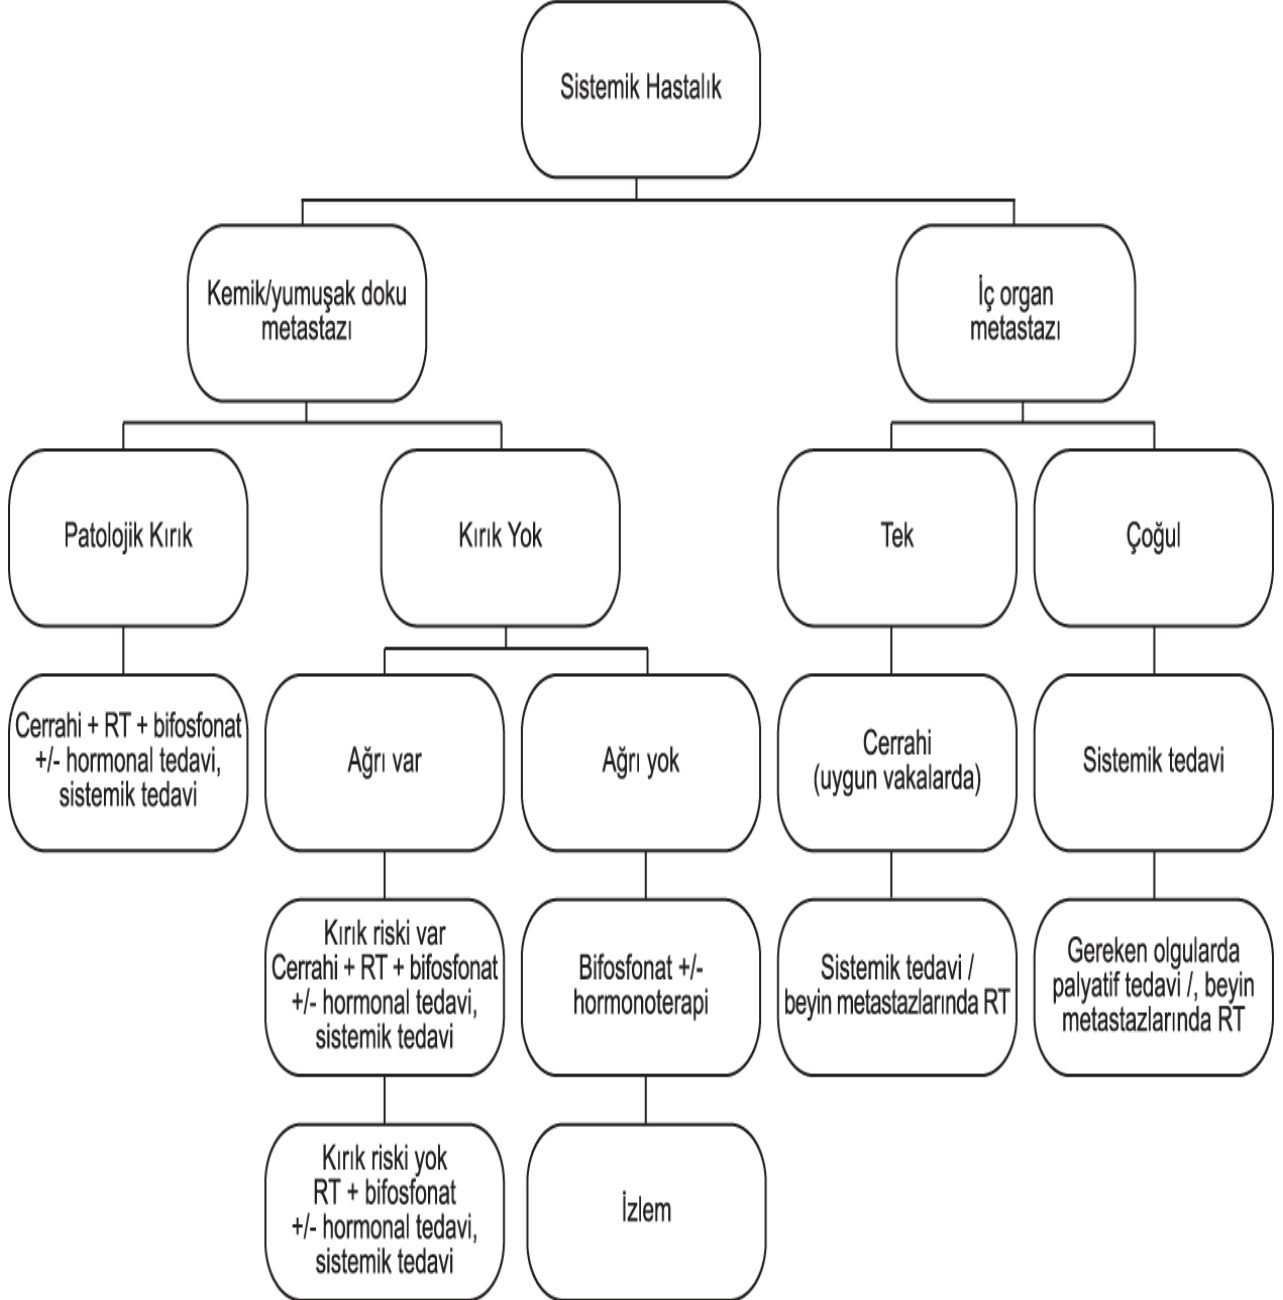 Sistemik Hastalık
Kemik/yumuşak doku
metastazı
İç organ
metastazı
Patolojik Kırık
Kırık Yok
Tek
Çoğul
Cerrahi + RT + bifosfonat
+/- hormonal tedavi,
sistemik tedavi
Ağrı var
Ağrı yok
Cerrahi
(uygun vakalarda)
Sistemik tedavi
Kırık riski var
Cerrahi + RT + bifosfonat
+/- hormonal tedavi,
sistemik tedavi
Bifosfonat +/-
hormonoterapi
Sistemik tedavi /
beyin metastazlarında RT
Gereken olgularda
palyatif tedavi /, beyin
metastazlarında RT
Kırık riski yok
RT + bifosfonat
+/- hormonal tedavi,
sistemik tedavi
İzlem